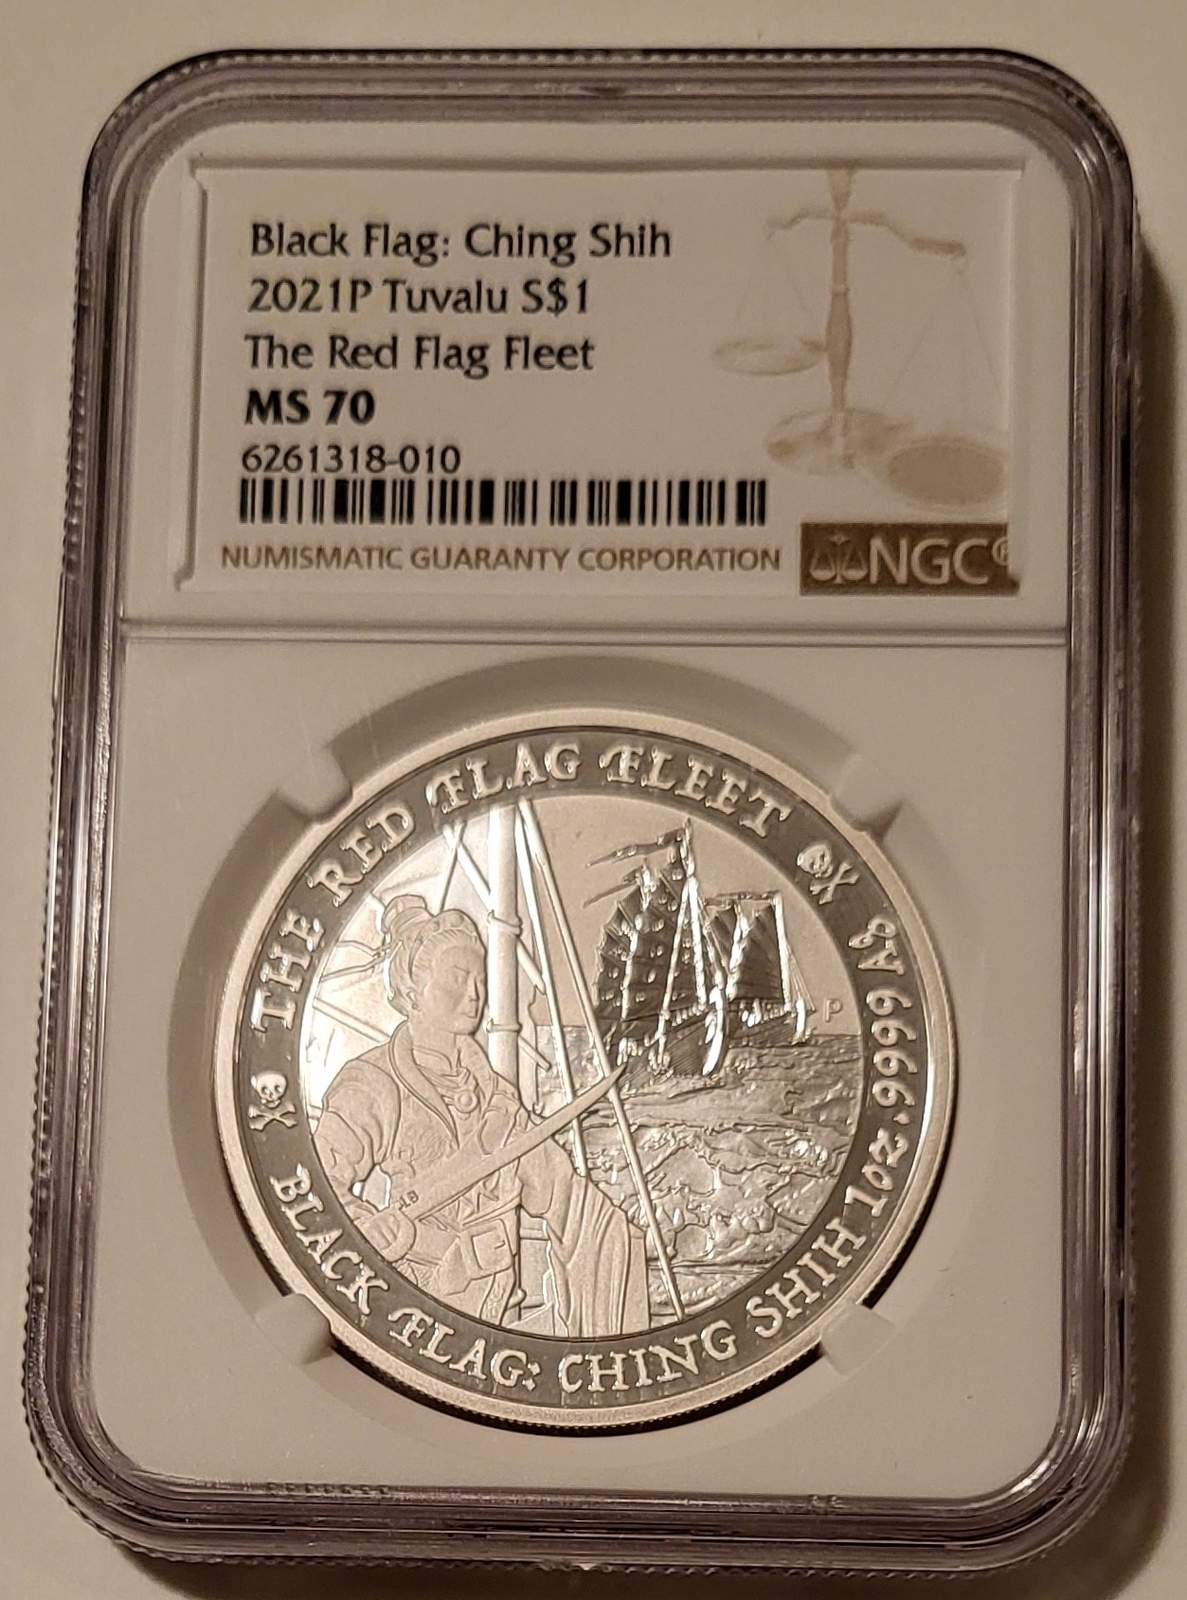 Black Flag: Ching Shih
2021P Tuvalu S$1
The Red Flag Fleet
MS 70
6261318-010
NUMISMATIC GUARANTY CORPORATION
NGC®
THE RED FLAG FLEET
BLACK FLAG: CHING SHIH 1oz 9999 Ag
P
HB